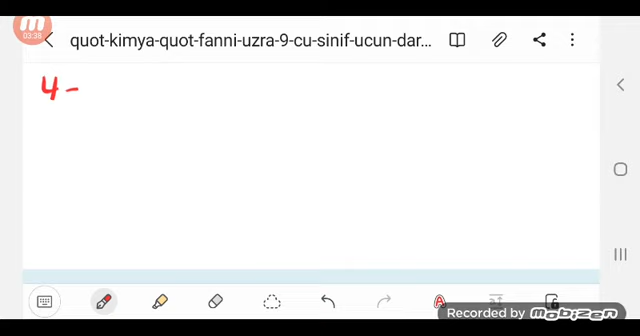 03:38
quot-kimya-quot-fanni-uzra-9-cu-sinif-ucun-dar...
4 -
A
Recorded by mobizen